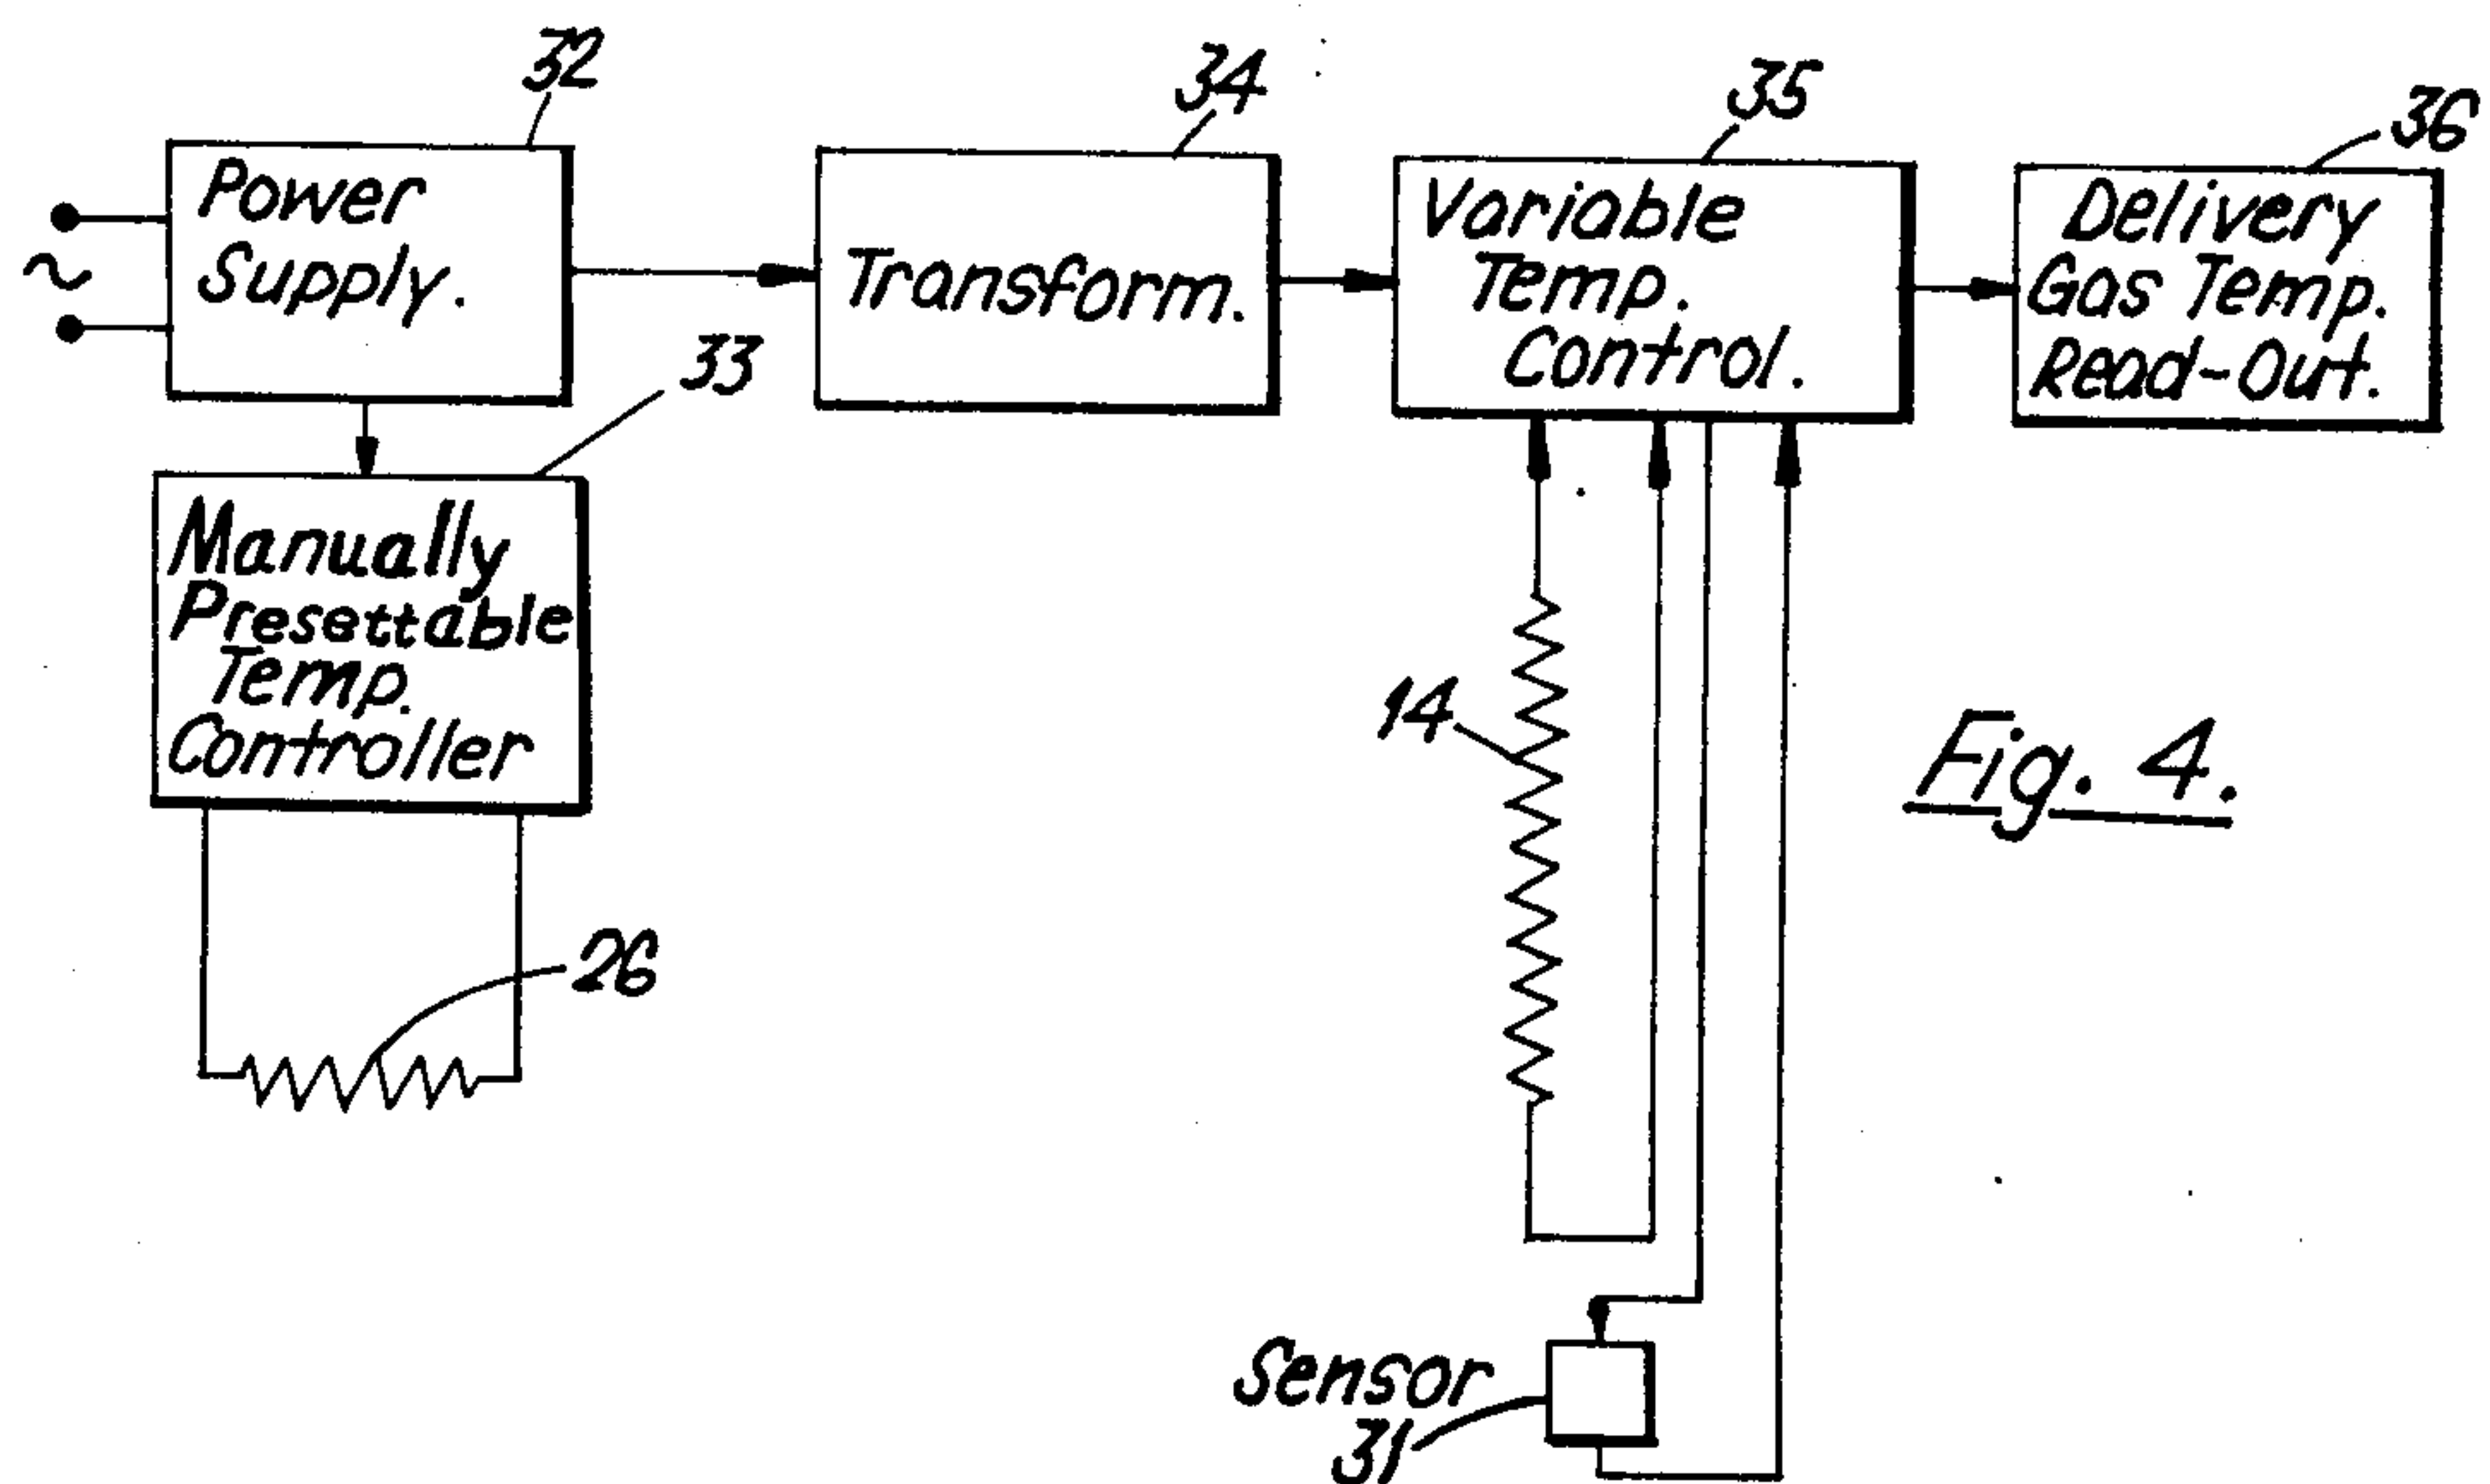 32
34
35
36
Power
Supply.
Transform.
Variable
Temp.
Control.
Delivery
Gas Temp.
Read-Out.
33
Manually
Presettable
Temp.
Controller
14
Fig. 4.
26
Sensor
31